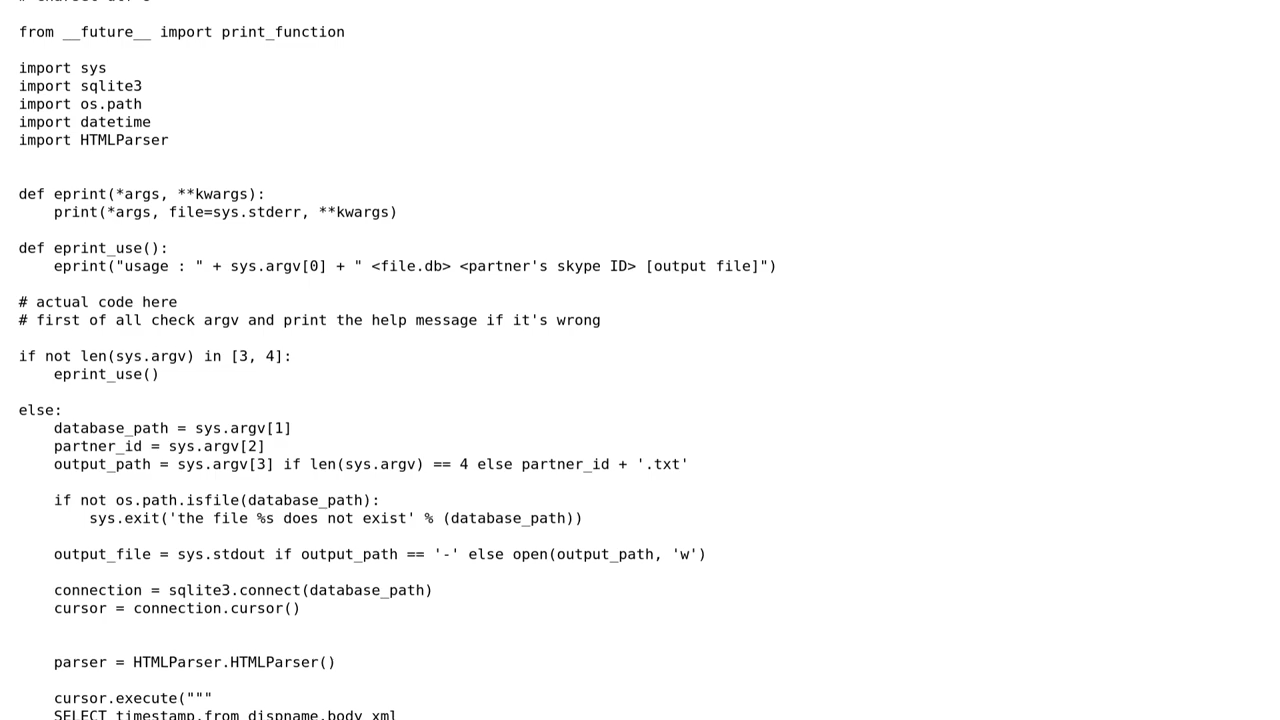 from __future__ import print_function
import sys
import sqlite3
import os.path
import datetime
import HTMLParser
def eprint(*args, **kwargs):
    print(*args, file=sys.stderr, **kwargs)
def eprint_use():
    eprint("usage : " + sys.argv[0] + " <file.db> <partner's skype ID> [output file]")
# actual code here
# first of all check argv and print the help message if it's wrong
if not len(sys.argv) in [3, 4]:
    eprint_use()
else:
    database_path = sys.argv[1]
    partner_id = sys.argv[2]
    output_path = sys.argv[3] if len(sys.argv) == 4 else partner_id + '.txt'
    if not os.path.isfile(database_path):
        sys.exit('the file %s does not exist' % (database_path))
    output_file = sys.stdout if output_path == '-' else open(output_path, 'w')
    connection = sqlite3.connect(database_path)
    cursor = connection.cursor()
    parser = HTMLParser.HTMLParser()
    cursor.execute("""
    SELECT timestamp,from_dispname,body_xml